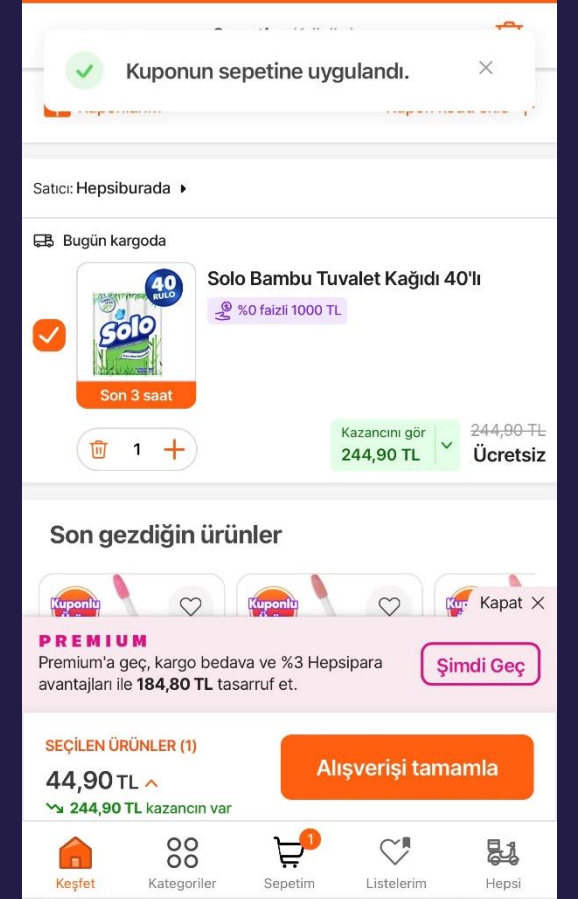 Kuponun sepetine uygulandı.
Satıcı: Hepsiburada
Bugün kargoda
40
RULO
Solo
Son 3 saat
Solo Bambu Tuvalet Kağıdı 40'lı
%0 faizli 1000 TL
1
Kazancını gör
244,90 TL
244,90 TL
Ücretsiz
Son gezdiğin ürünler
Kuponlu
Kuponlu
Kapat
PREMIUM
Premium'a geç, kargo bedava ve %3 Hepsipara
avantajları ile 184,80 TL tasarruf et.
Şimdi Geç
SEÇİLEN ÜRÜNLER (1)
44,90 TL
244,90 TL kazancın var
Alışverişi tamamla
1
Keşfet
Kategoriler
Sepetim
Listelerim
Hepsi